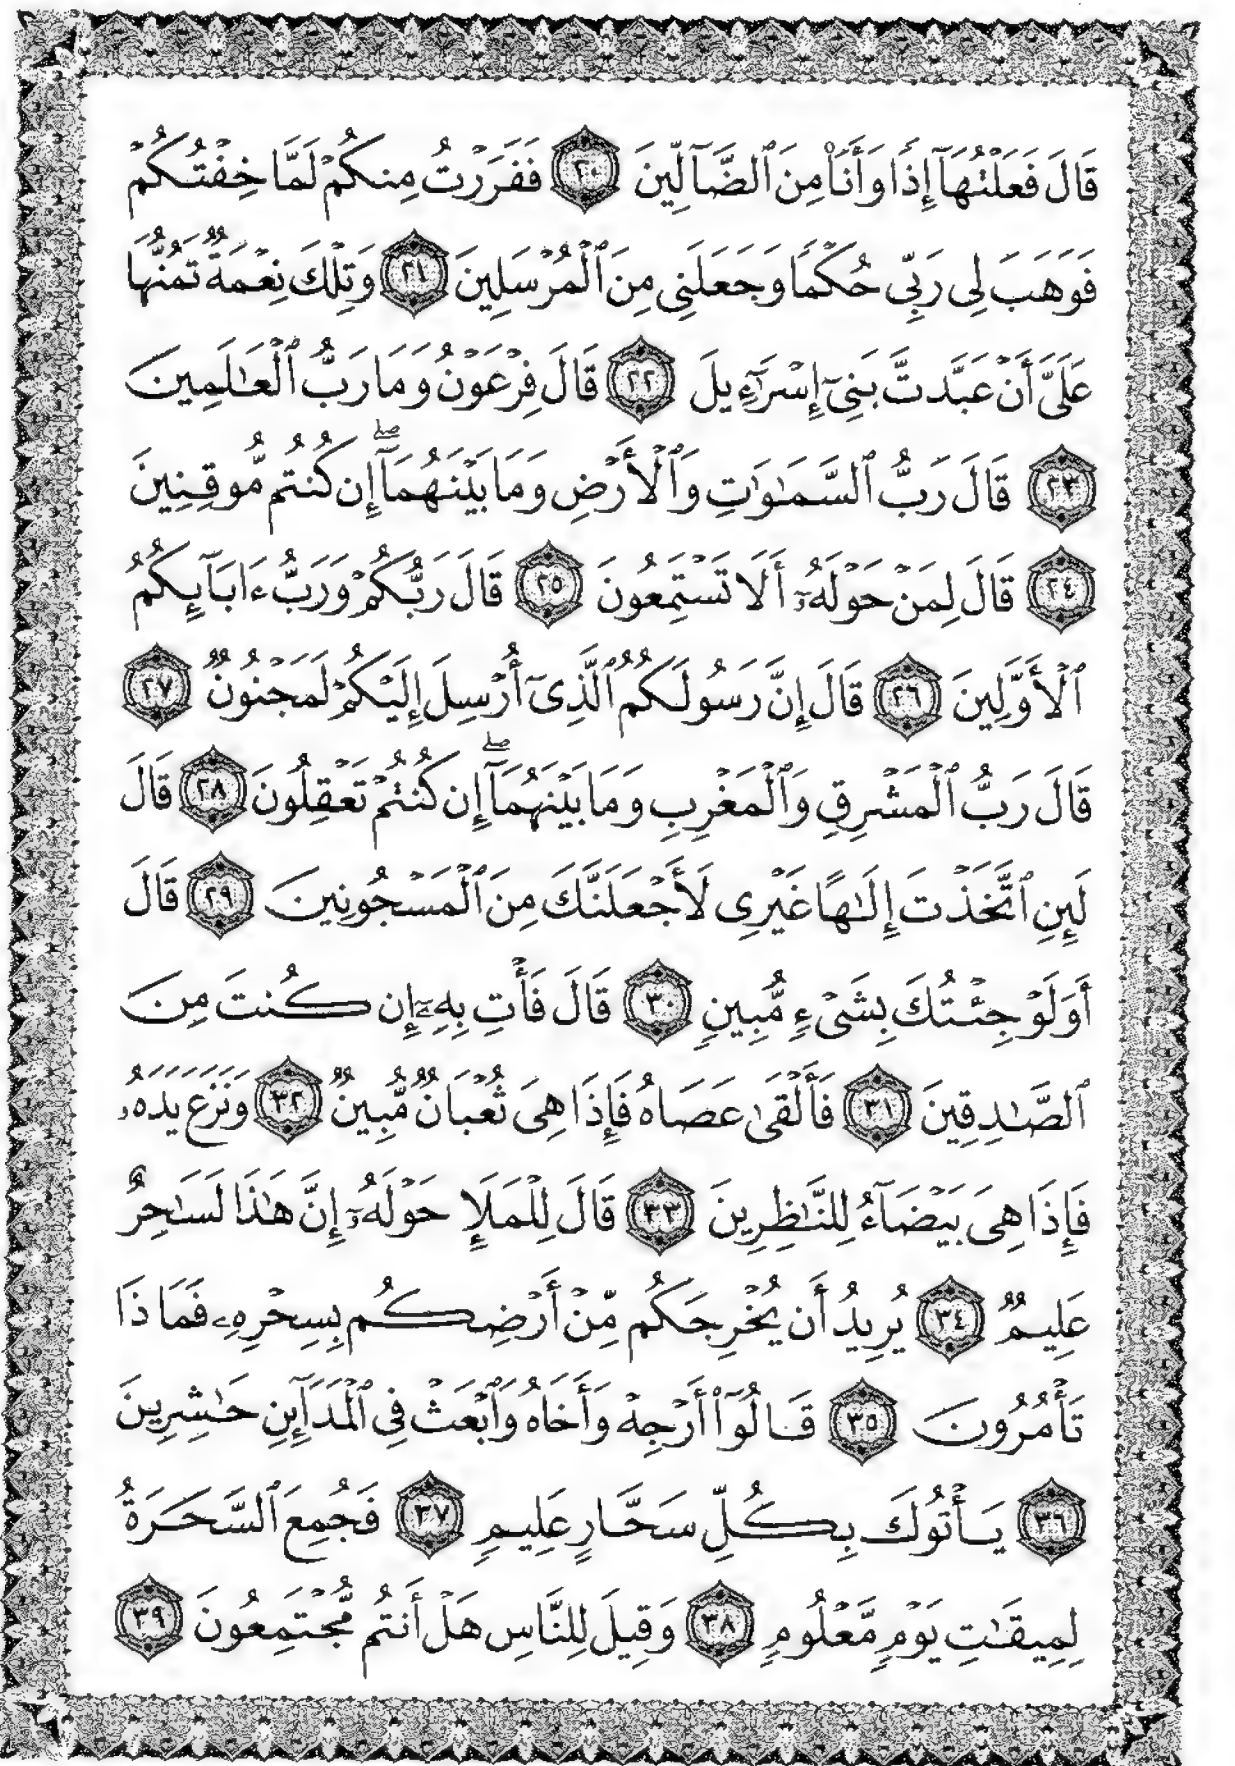 قَالَ فَعَلْتُهَآ إِذًا وَأَنَا۠ مِنَ ٱلضَّآلِّينَ ﴿٢٠﴾ فَفَرَرْتُ مِنكُمْ لَمَّا خِفْتُكُمْ
فَوَهَبَ لِى رَبِّى حُكْمًا وَجَعَلَنِى مِنَ ٱلْمُرْسَلِينَ ﴿٢١﴾ وَتِلْكَ نِعْمَةٌ تَمُنُّهَا
عَلَىَّ أَنْ عَبَّدتَّ بَنِىٓ إِسْرَٰٓءِيلَ ﴿٢٢﴾ قَالَ فِرْعَوْنُ وَمَا رَبُّ ٱلْعَٰلَمِينَ
﴿٢٣﴾ قَالَ رَبُّ ٱلسَّمَٰوَٰتِ وَٱلْأَرْضِ وَمَا بَيْنَهُمَآ ۖ إِن كُنتُم مُّوقِنِينَ
﴿٢٤﴾ قَالَ لِمَنْ حَوْلَهُۥٓ أَلَا تَسْتَمِعُونَ ﴿٢٥﴾ قَالَ رَبُّكُمْ وَرَبُّ ءَابَآئِكُمُ
ٱلْأَوَّلِينَ ﴿٢٦﴾ قَالَ إِنَّ رَسُولَكُمُ ٱلَّذِىٓ أُرْسِلَ إِلَيْكُمْ لَمَجْنُونٌ ﴿٢٧﴾
قَالَ رَبُّ ٱلْمَشْرِقِ وَٱلْمَغْرِبِ وَمَا بَيْنَهُمَآ ۖ إِن كُنتُمْ تَعْقِلُونَ ﴿٢٨﴾ قَالَ
لَئِنِ ٱتَّخَذْتَ إِلَٰهًا غَيْرِى لَأَجْعَلَنَّكَ مِنَ ٱلْمَسْجُونِينَ ﴿٢٩﴾ قَالَ
أَوَلَوْ جِئْتُكَ بِشَىْءٍ مُّبِينٍ ﴿٣٠﴾ قَالَ فَأْتِ بِهِۦٓ إِن كُنتَ مِنَ
ٱلصَّٰدِقِينَ ﴿٣١﴾ فَأَلْقَىٰ عَصَاهُ فَإِذَا هِىَ ثُعْبَانٌ مُّبِينٌ ﴿٣٢﴾ وَنَزَعَ يَدَهُۥ
فَإِذَا هِىَ بَيْضَآءُ لِلنَّٰظِرِينَ ﴿٣٣﴾ قَالَ لِلْمَلَإِ حَوْلَهُۥٓ إِنَّ هَٰذَا لَسَٰحِرٌ
عَلِيمٌ ﴿٣٤﴾ يُرِيدُ أَن يُخْرِجَكُم مِّنْ أَرْضِكُم بِسِحْرِهِۦ فَمَاذَا
تَأْمُرُونَ ﴿٣٥﴾ قَالُوٓا۟ أَرْجِهْ وَأَخَاهُ وَٱبْعَثْ فِى ٱلْمَدَآئِنِ حَٰشِرِينَ
﴿٣٦﴾ يَأْتُوكَ بِكُلِّ سَحَّارٍ عَلِيمٍ ﴿٣٧﴾ فَجُمِعَ ٱلسَّحَرَةُ
لِمِيقَٰتِ يَوْمٍ مَّعْلُومٍ ﴿٣٨﴾ وَقِيلَ لِلنَّاسِ هَلْ أَنتُم مُّجْتَمِعُونَ ﴿٣٩﴾